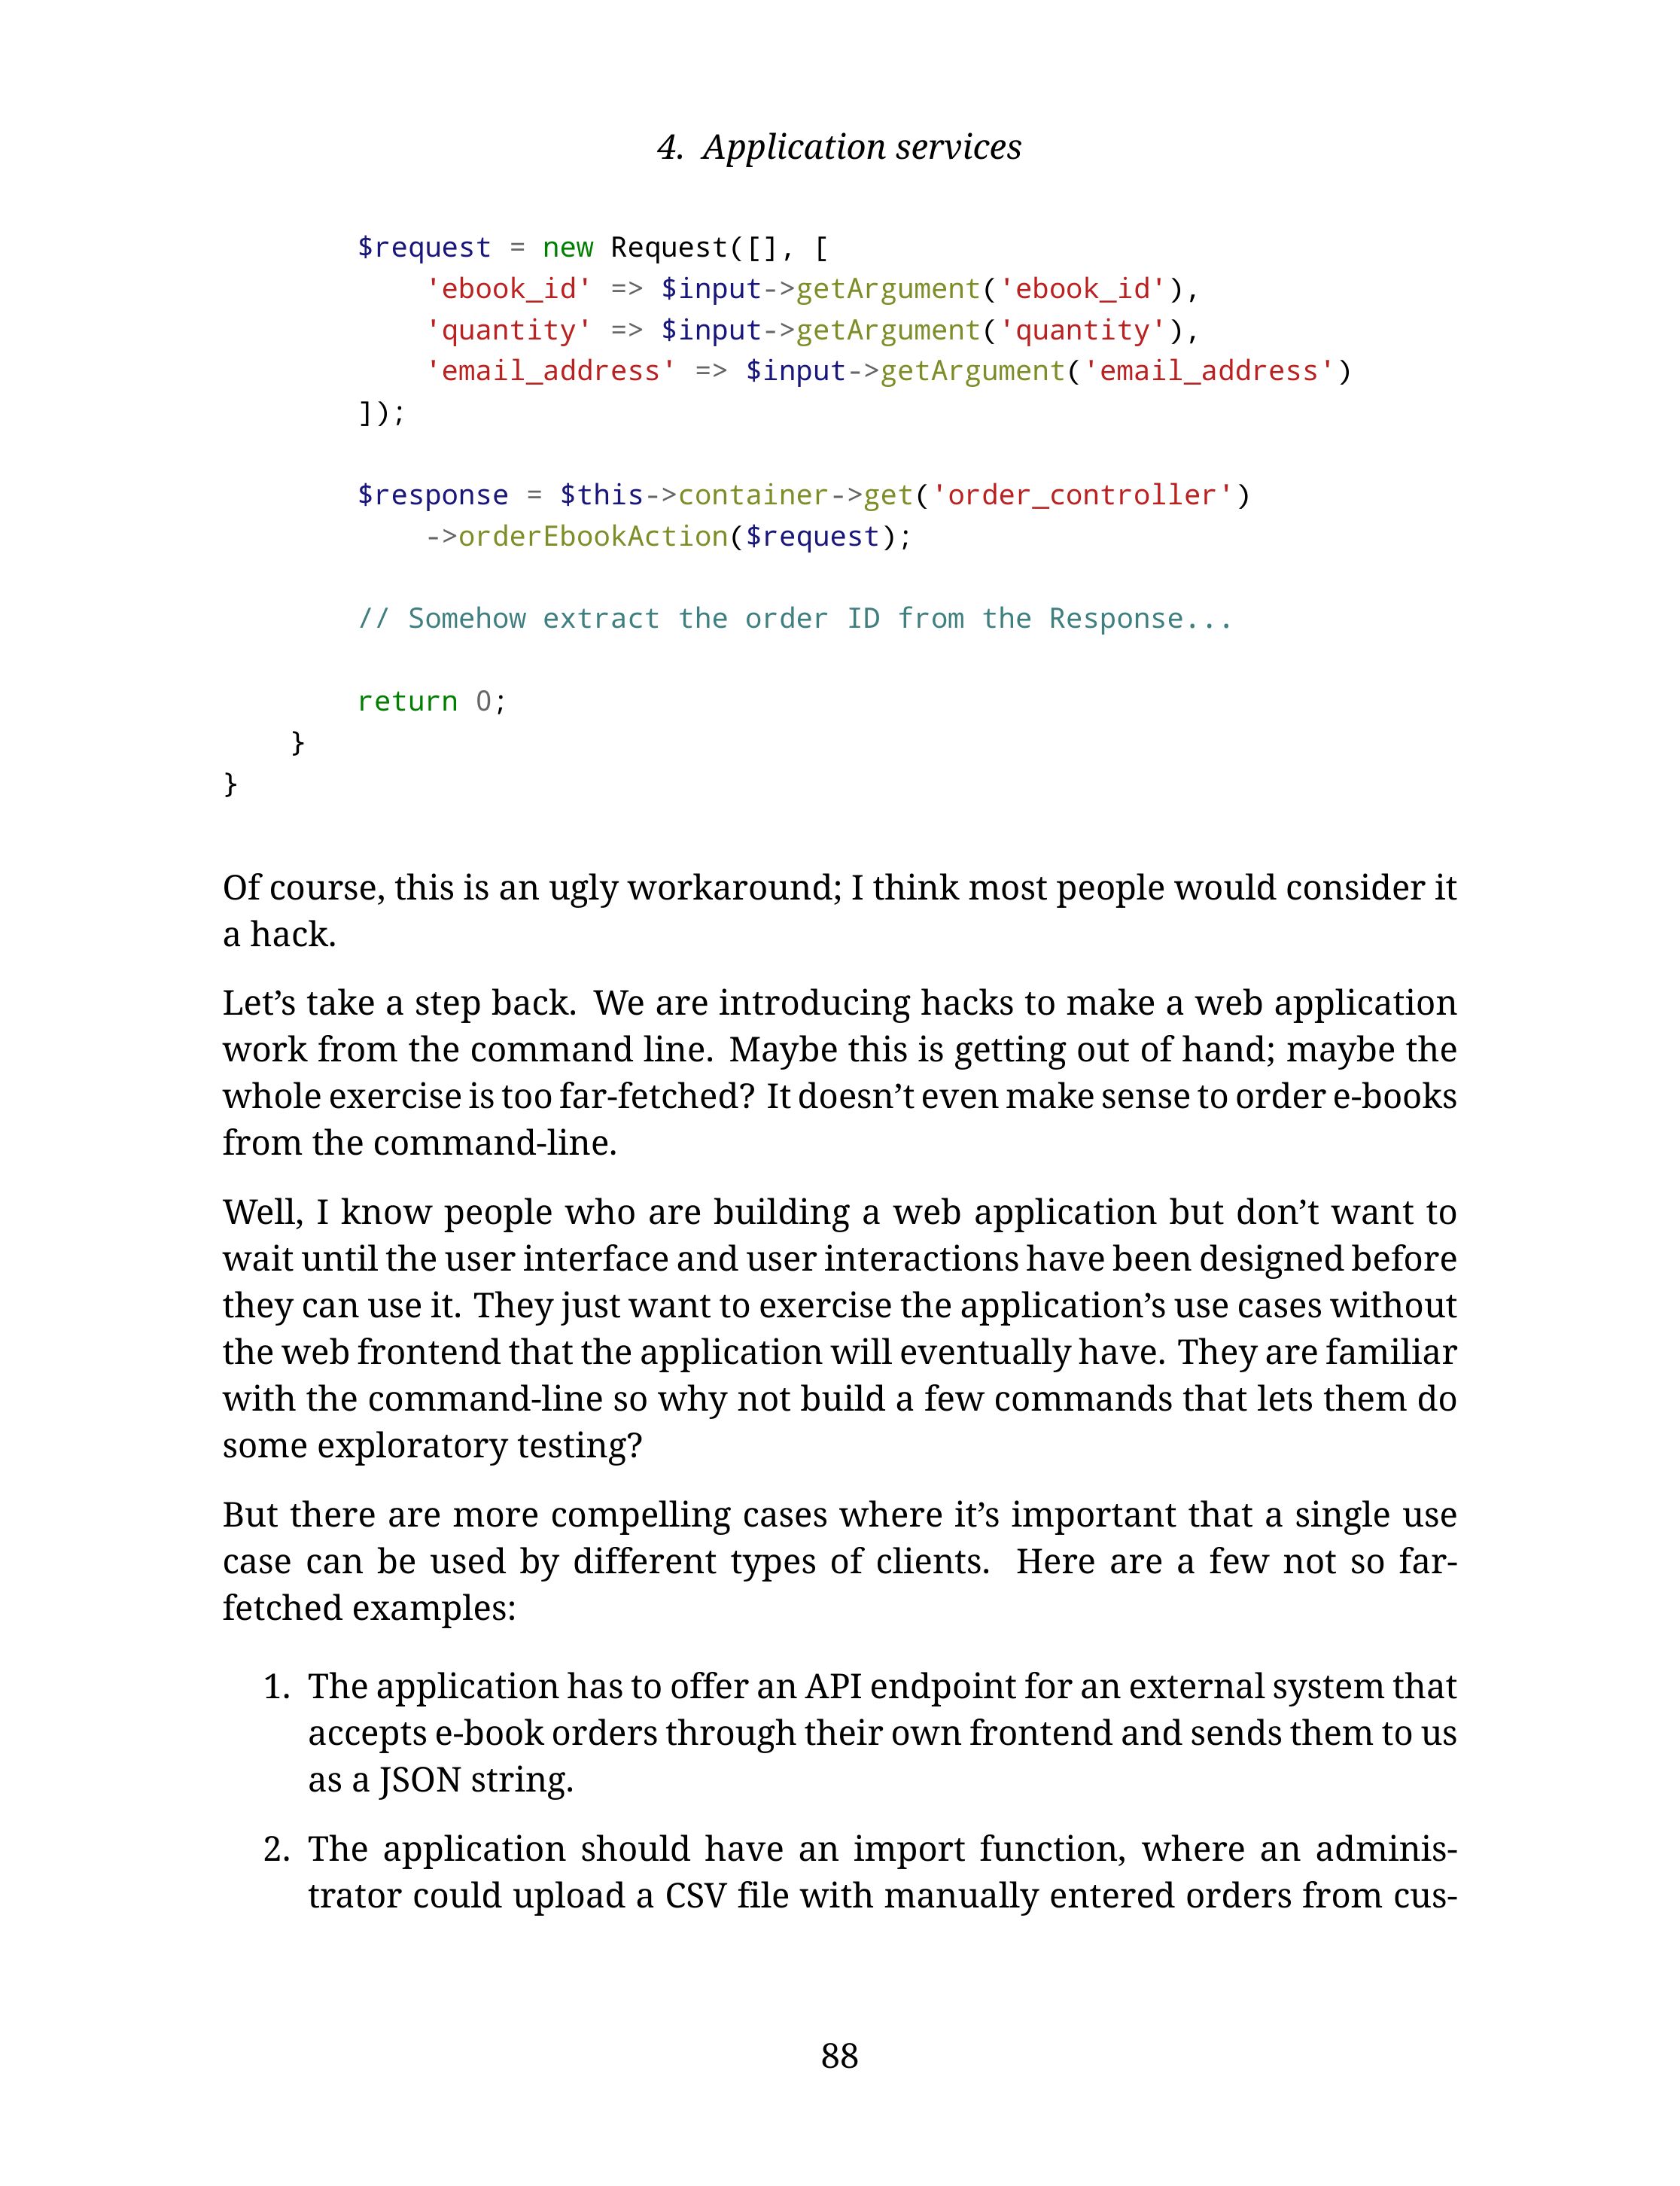 4. Application services
        $request = new Request([], [
            'ebook_id' => $input->getArgument('ebook_id'),
            'quantity' => $input->getArgument('quantity'),
            'email_address' => $input->getArgument('email_address')
        ]);
        $response = $this->container->get('order_controller')
            ->orderEbookAction($request);
        // Somehow extract the order ID from the Response...
        return 0;
    }
}
Of course, this is an ugly workaround; I think most people would consider it
a hack.
Let’s take a step back. We are introducing hacks to make a web application
work from the command line. Maybe this is getting out of hand; maybe the
whole exercise is too far-fetched? It doesn’t even make sense to order e-books
from the command-line.
Well, I know people who are building a web application but don’t want to
wait until the user interface and user interactions have been designed before
they can use it. They just want to exercise the application’s use cases without
the web frontend that the application will eventually have. They are familiar
with the command-line so why not build a few commands that lets them do
some exploratory testing?
But there are more compelling cases where it’s important that a single use
case can be used by different types of clients. Here are a few not so far-
fetched examples:
1. The application has to offer an API endpoint for an external system that
accepts e-book orders through their own frontend and sends them to us
as a JSON string.
2. The application should have an import function, where an adminis-
trator could upload a CSV file with manually entered orders from cus-
88